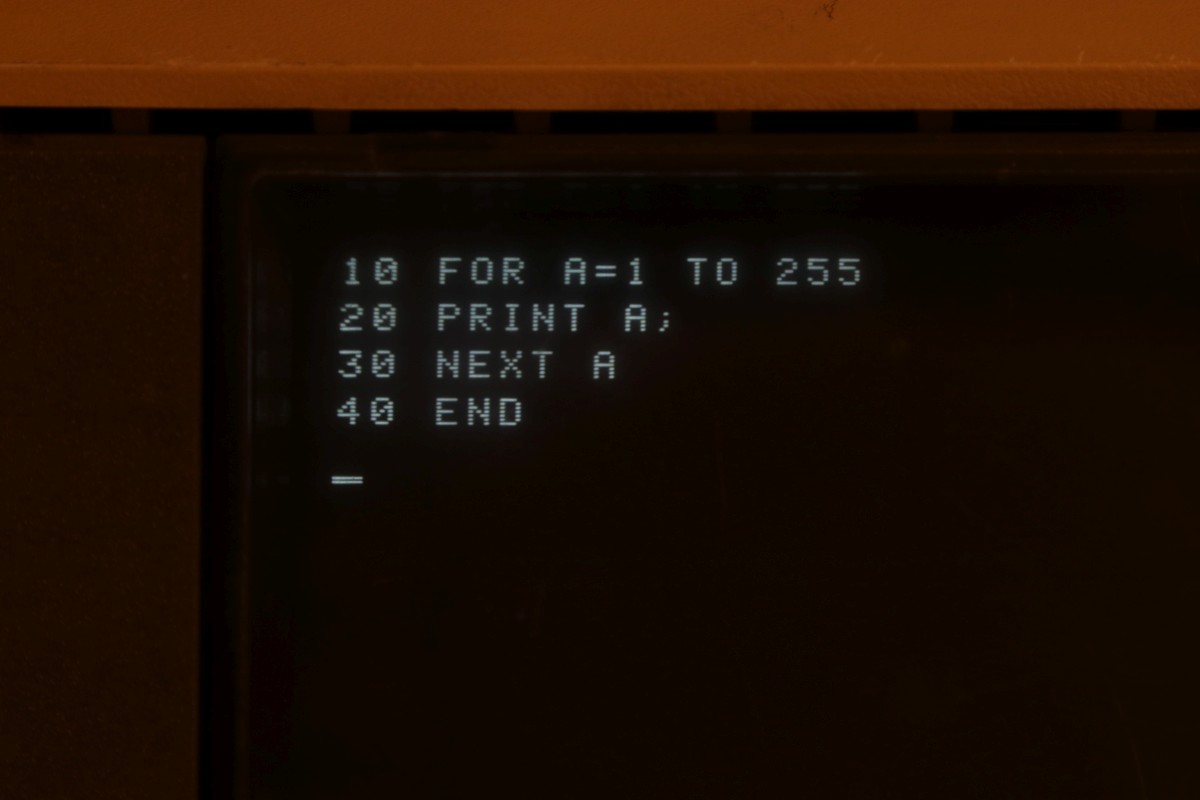 10 FOR A=1 TO 255
20 PRINT A;
30 NEXT A
40 END